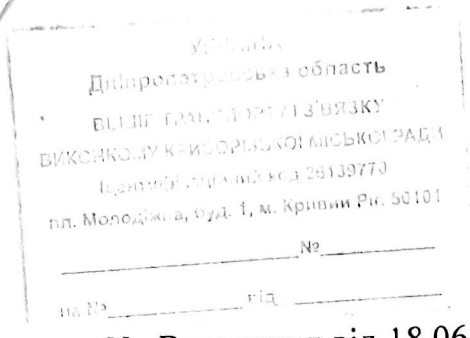 УКРАЇНА
Дніпропетровська область
ВІДДІЛ ТРАНСПОРТУ І ЗВ'ЯЗКУ
ВИКОНКОМУ КРИВОРІЗЬКОЇ МІСЬКОЇ РАДИ
Ідентифікаційний код 26139770
пл. Молодіжна, буд. 1, м. Кривий Ріг, 50101
№
на № від
від 18.06